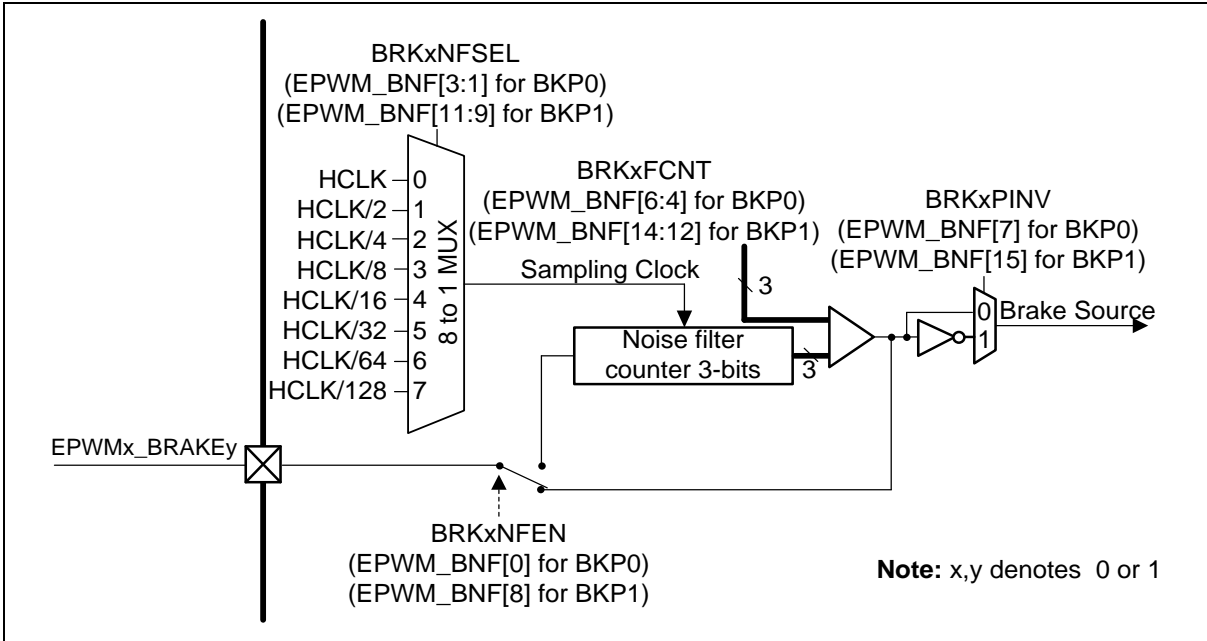 BRKxNFSEL
(EPWM_BNF[3:1] for BKP0)
(EPWM_BNF[11:9] for BKP1)
HCLK 0
HCLK/2 1
HCLK/4 2
HCLK/8 3
HCLK/16 4
HCLK/32 5
HCLK/64 6
HCLK/128 7
8 to 1 MUX
BRKxFCNT
(EPWM_BNF[6:4] for BKP0)
(EPWM_BNF[14:12] for BKP1)
BRKxPINV
(EPWM_BNF[7] for BKP0)
(EPWM_BNF[15] for BKP1)
Sampling Clock
3
Noise filter
counter 3-bits
3
0
1
Brake Source
EPWMx_BRAKEy
BRKxNFEN
(EPWM_BNF[0] for BKP0)
(EPWM_BNF[8] for BKP1)
Note: x,y denotes 0 or 1